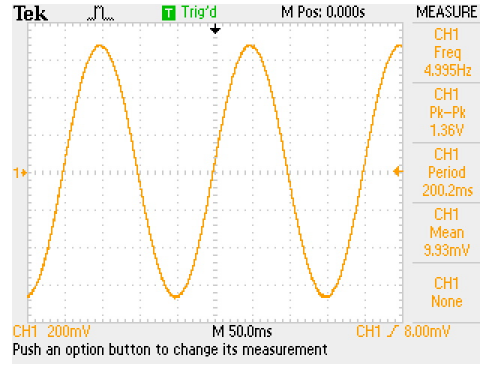 Tek T Trig'd M Pos: 0.000s MEASURE
CH1
Freq
4.995Hz
CH1
Pk-Pk
1.36V
CH1
Period
200.2ms
CH1
Mean
9.93mV
CH1
None
1
CH1 200mV M 50.0ms CH1 8.00mV
Push an option button to change its measurement